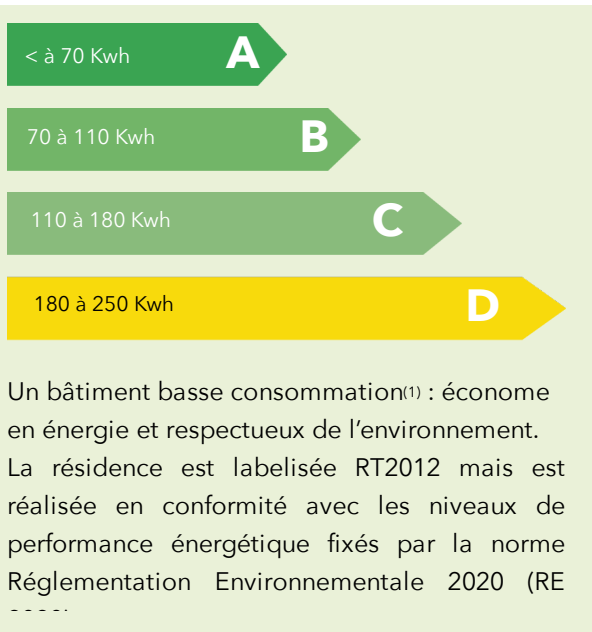 < à 70 Kwh A
70 à 110 Kwh B
110 à 180 Kwh C
180 à 250 Kwh D
Un bâtiment basse consommation(1) : économe
en énergie et respectueux de l’environnement.
La résidence est labelisée RT2012 mais est
réalisée en conformité avec les niveaux de
performance énergétique fixés par la norme
Réglementation Environnementale 2020 (RE